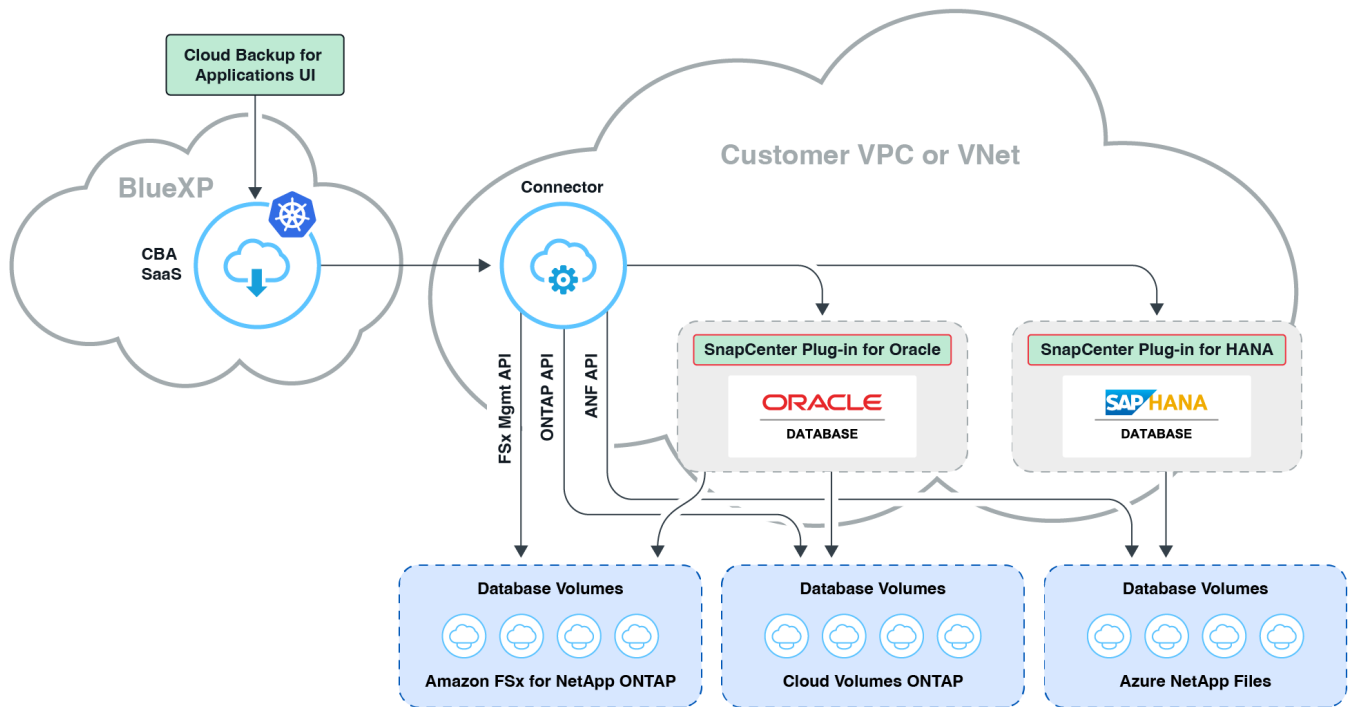 Cloud Backup for
Applications UI
Customer VPC or VNet
BlueXP
Connector
CBA
SaaS
SnapCenter Plug-in for Oracle
SnapCenter Plug-in for HANA
FSx Mgmt API
ONTAP API
ANF API
ORACLE
DATABASE
SAP HANA
DATABASE
Database Volumes
Amazon FSx for NetApp ONTAP
Database Volumes
Cloud Volumes ONTAP
Database Volumes
Azure NetApp Files